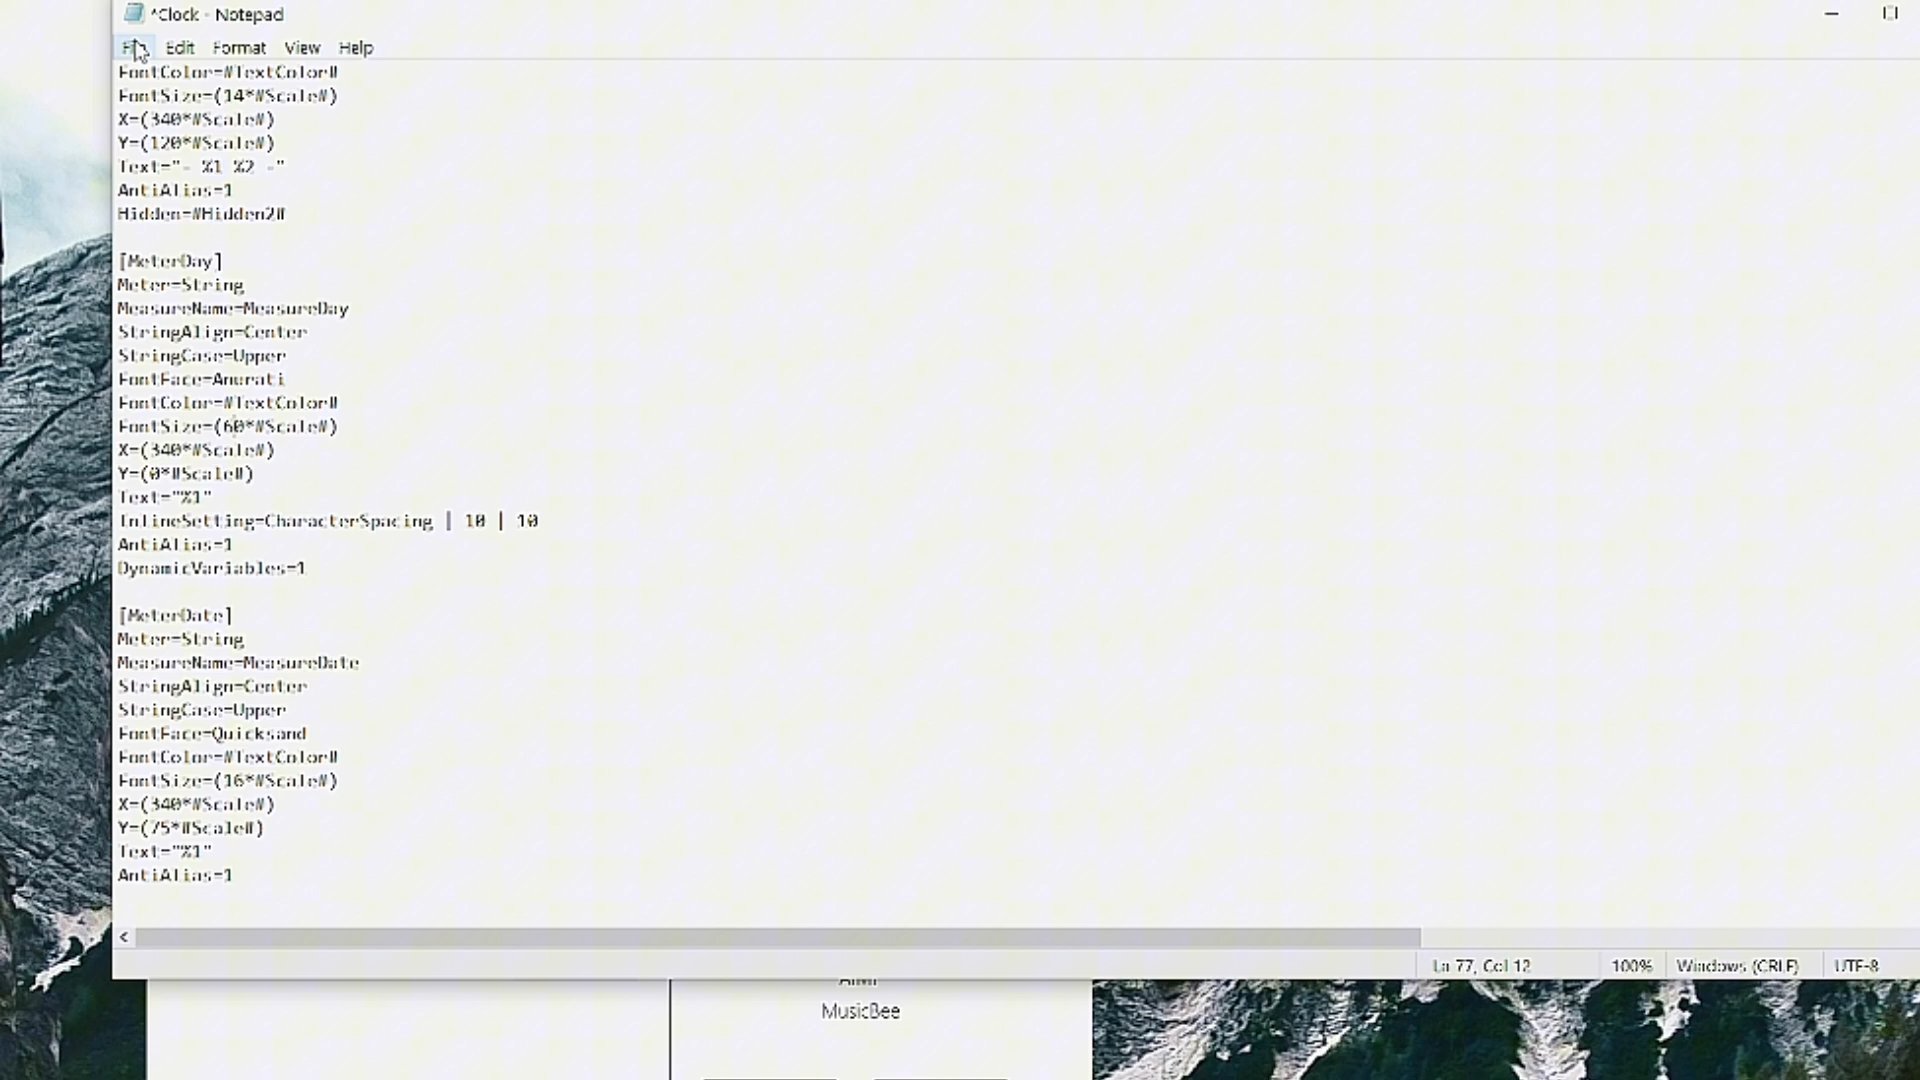 *Clock - Notepad
File Edit Format View Help
FontColor=#TextColor#
FontSize=(14*#Scale#)
X=(340*#Scale#)
Y=(120*#Scale#)
Text="- %1 %2 -"
AntiAlias=1
Hidden=#Hidden2#
[MeterDay]
Meter=String
MeasureName=MeasureDay
StringAlign=Center
StringCase=Upper
FontFace=Anurati
FontColor=#TextColor#
FontSize=(60*#Scale#)
X=(340*#Scale#)
Y=(0*#Scale#)
Text="%1"
InlineSetting=CharacterSpacing | 10 | 10
AntiAlias=1
DynamicVariables=1
[MeterDate]
Meter=String
MeasureName=MeasureDate
StringAlign=Center
StringCase=Upper
FontFace=Quicksand
FontColor=#TextColor#
FontSize=(16*#Scale#)
X=(340*#Scale#)
Y=(75*#Scale#)
Text="%1"
AntiAlias=1
Ln 77, Col 12 100% Windows (CRLF) UTF-8
MusicBee